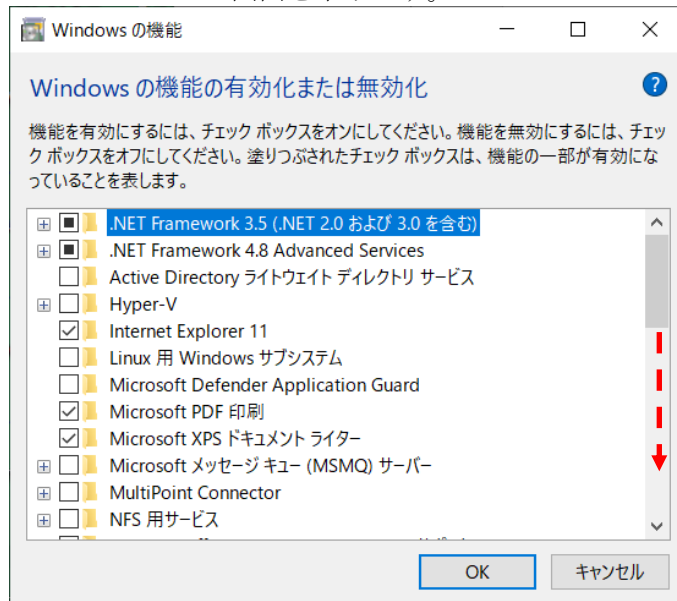 Windows の機能
Windows の機能の有効化または無効化
?
機能を有効にするには、チェック ボックスをオンにしてください。機能を無効にするには、チェッ
ク ボックスをオフにしてください。塗りつぶされたチェック ボックスは、機能の一部が有効にな
っていることを表します。
.NET Framework 3.5 (.NET 2.0 および 3.0 を含む)
.NET Framework 4.8 Advanced Services
Active Directory ライトウェイト ディレクトリ サービス
Hyper-V
Internet Explorer 11
Linux 用 Windows サブシステム
Microsoft Defender Application Guard
Microsoft PDF 印刷
Microsoft XPS ドキュメント ライター
Microsoft メッセージ キュー (MSMQ) サーバー
MultiPoint Connector
NFS 用サービス
OK
キャンセル